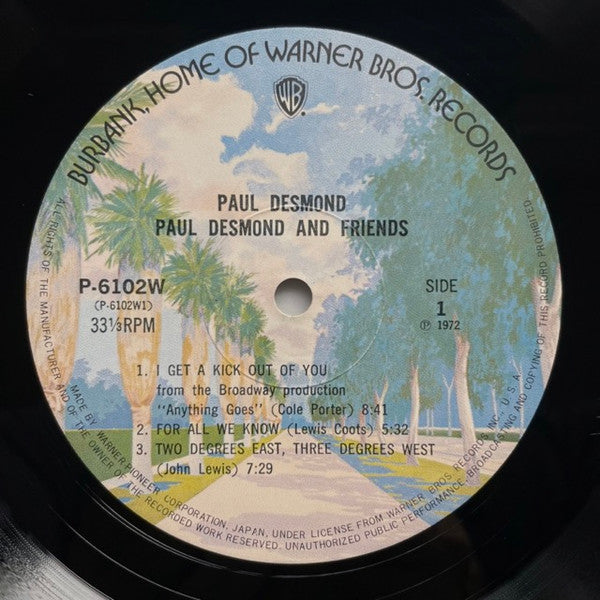 BURBANK, HOME OF WARNER BROS. RECORDS
WB
PAUL DESMOND
PAUL DESMOND AND FRIENDS
P-6102W
(P-6102W1)
33⅓RPM
SIDE
1
Ⓟ 1972
1. I GET A KICK OUT OF YOU
from the Broadway production
"Anything Goes" (Cole Porter) 8:41
2. FOR ALL WE KNOW (Lewis Coots) 5:32
3. TWO DEGREES EAST, THREE DEGREES WEST
(John Lewis) 7:29
MADE BY WARNER-PIONEER CORPORATION, JAPAN, UNDER LICENSE FROM WARNER BROS. RECORDS INC., U.S.A.
ALL RIGHTS OF THE MANUFACTURER AND OF THE OWNER OF THE RECORDED WORK RESERVED. UNAUTHORIZED PUBLIC PERFORMANCE, BROADCASTING AND COPYING OF THIS RECORD PROHIBITED